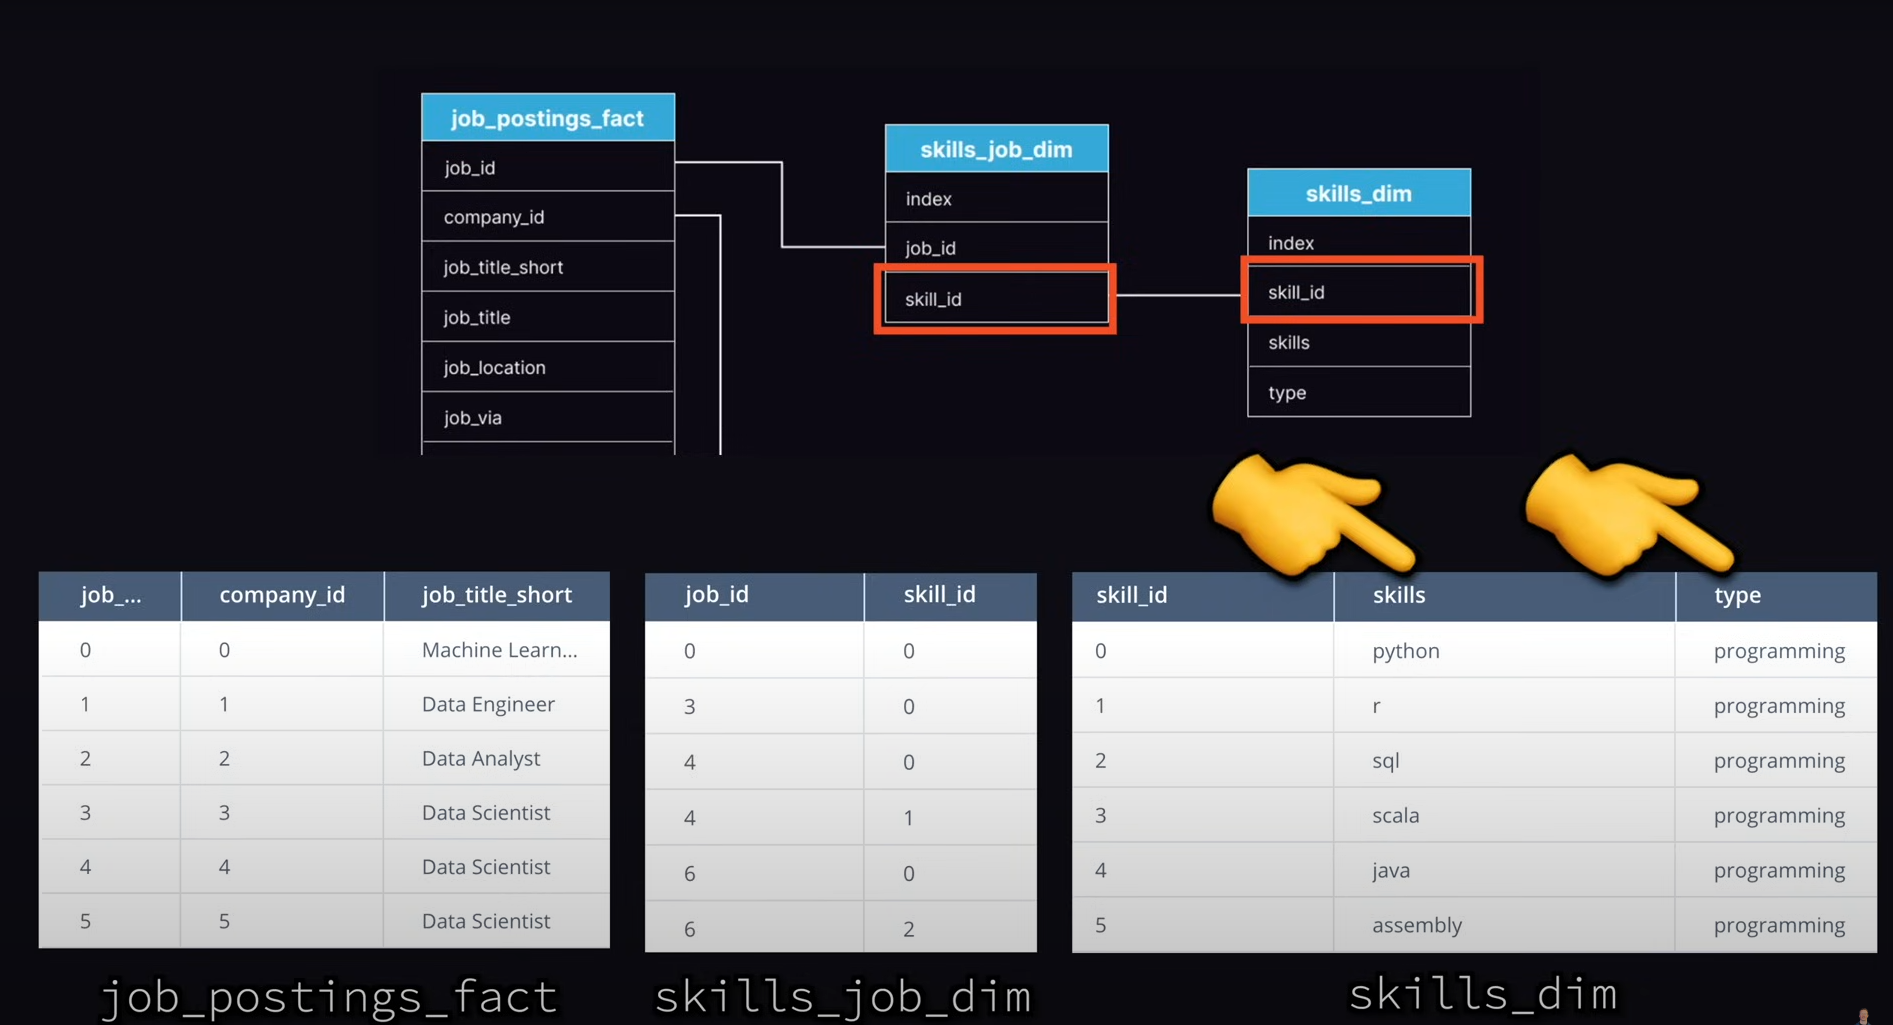 job_postings_fact
job_id
company_id
job_title_short
job_title
job_location
job_via
skills_job_dim
index
job_id
skill_id
skills_dim
index
skill_id
skills
type
job_... company_id job_title_short
0 0 Machine Learn...
1 1 Data Engineer
2 2 Data Analyst
3 3 Data Scientist
4 4 Data Scientist
5 5 Data Scientist
job_postings_fact
job_id skill_id
0 0
3 0
4 0
4 1
6 0
6 2
skills_job_dim
skill_id skills type
0 python programming
1 r programming
2 sql programming
3 scala programming
4 java programming
5 assembly programming
skills_dim